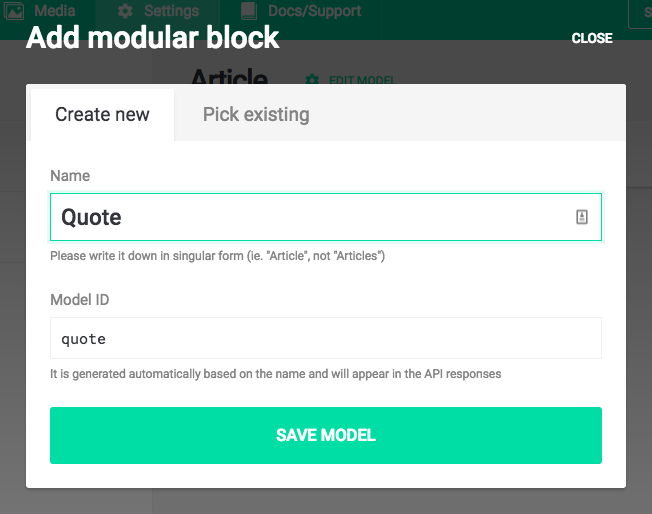 Media Settings Docs/Support S
Add modular block CLOSE
Article EDIT MODEL
Create new Pick existing
Name
Quote
Please write it down in singular form (ie. "Article", not "Articles")
Model ID
quote
It is generated automatically based on the name and will appear in the API responses
SAVE MODEL